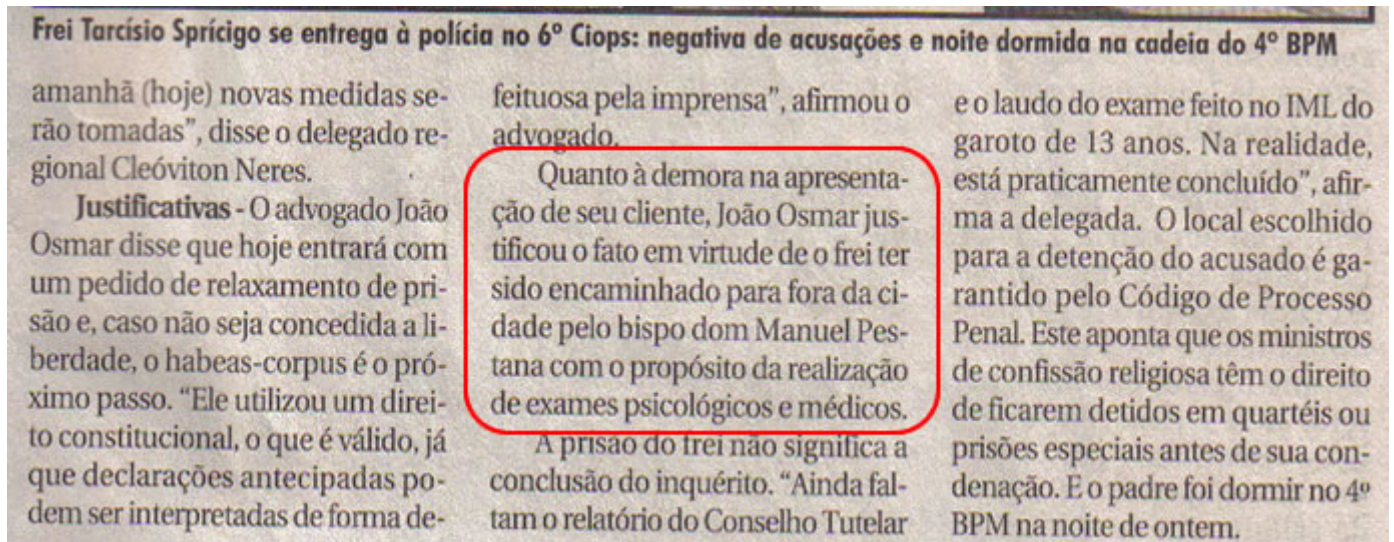 Frei Tarcísio Sprícigo se entrega à polícia no 6º Ciops: negativa de acusações e noite dormida na cadeia do 4º BPM
amanhã (hoje) novas medidas se-
rão tomadas”, disse o delegado re-
gional Cleóviton Neres.
Justificativas - O advogado João
Osmar disse que hoje entrará com
um pedido de relaxamento de pri-
são e, caso não seja concedida a li-
berdade, o habeas-corpus é o pró-
ximo passo. “Ele utilizou um direi-
to constitucional, o que é válido, já
que declarações antecipadas po-
dem ser interpretadas de forma de-
feituosa pela imprensa”, afirmou o
advogado.
Quanto à demora na apresenta-
ção de seu cliente, João Osmar jus-
tificou o fato em virtude de o frei ter
sido encaminhado para fora da ci-
dade pelo bispo dom Manuel Pes-
tana com o propósito da realização
de exames psicológicos e médicos.
A prisão do frei não significa a
conclusão do inquérito. “Ainda fal-
tam o relatório do Conselho Tutelar
e o laudo do exame feito no IML do
garoto de 13 anos. Na realidade,
está praticamente concluído”, afir-
ma a delegada. O local escolhido
para a detenção do acusado é ga-
rantido pelo Código de Processo
Penal. Este aponta que os ministros
de confissão religiosa têm o direito
de ficarem detidos em quartéis ou
prisões especiais antes de sua con-
denação. E o padre foi dormir no 4º
BPM na noite de ontem.